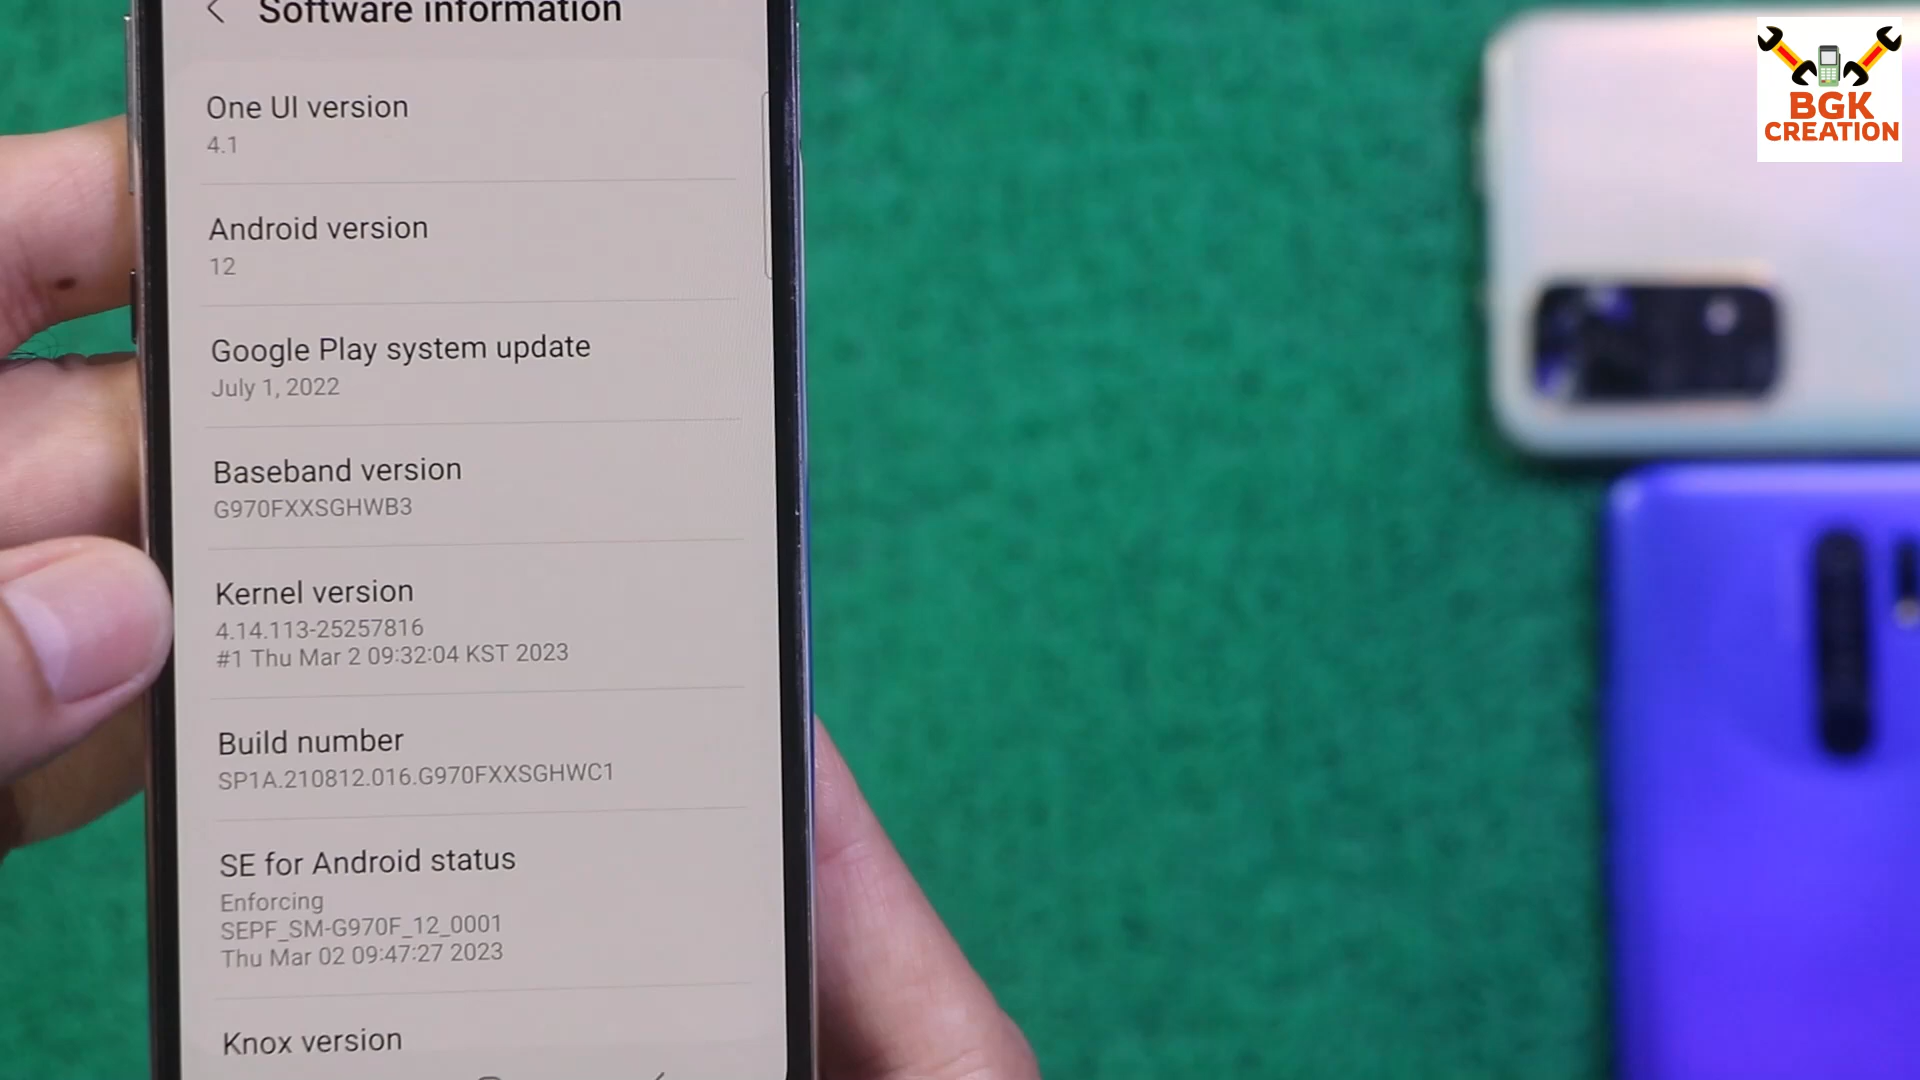 Software information
One UI version
4.1
Android version
12
Google Play system update
July 1, 2022
Baseband version
G970FXXSGHWB3
Kernel version
4.14.113-25257816
#1 Thu Mar 2 09:32:04 KST 2023
Build number
SP1A.210812.016.G970FXXSGHWC1
SE for Android status
Enforcing
SEPF_SM-G970F_12_0001
Thu Mar 02 09:47:27 2023
Knox version
BGK
CREATION